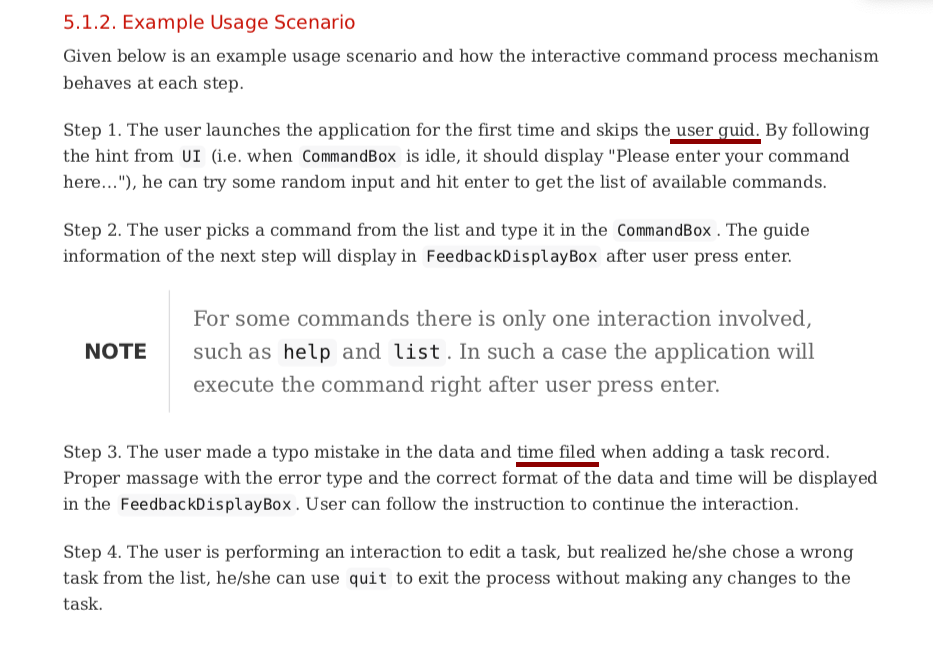 5.1.2. Example Usage Scenario
Given below is an example usage scenario and how the interactive command process mechanism
behaves at each step.
Step 1. The user launches the application for the first time and skips the user guid. By following
the hint from UI (i.e. when CommandBox is idle, it should display "Please enter your command
here..."), he can try some random input and hit enter to get the list of available commands.
Step 2. The user picks a command from the list and type it in the CommandBox. The guide
information of the next step will display in FeedbackDisplayBox after user press enter.
For some commands there is only one interaction involved,
NOTE such as help and list. In such a case the application will
execute the command right after user press enter.
Step 3. The user made a typo mistake in the data and time filed when adding a task record.
Proper massage with the error type and the correct format of the data and time will be displayed
in the FeedbackDisplayBox. User can follow the instruction to continue the interaction.
Step 4. The user is performing an interaction to edit a task, but realized he/she chose a wrong
task from the list, he/she can use quit to exit the process without making any changes to the
task.